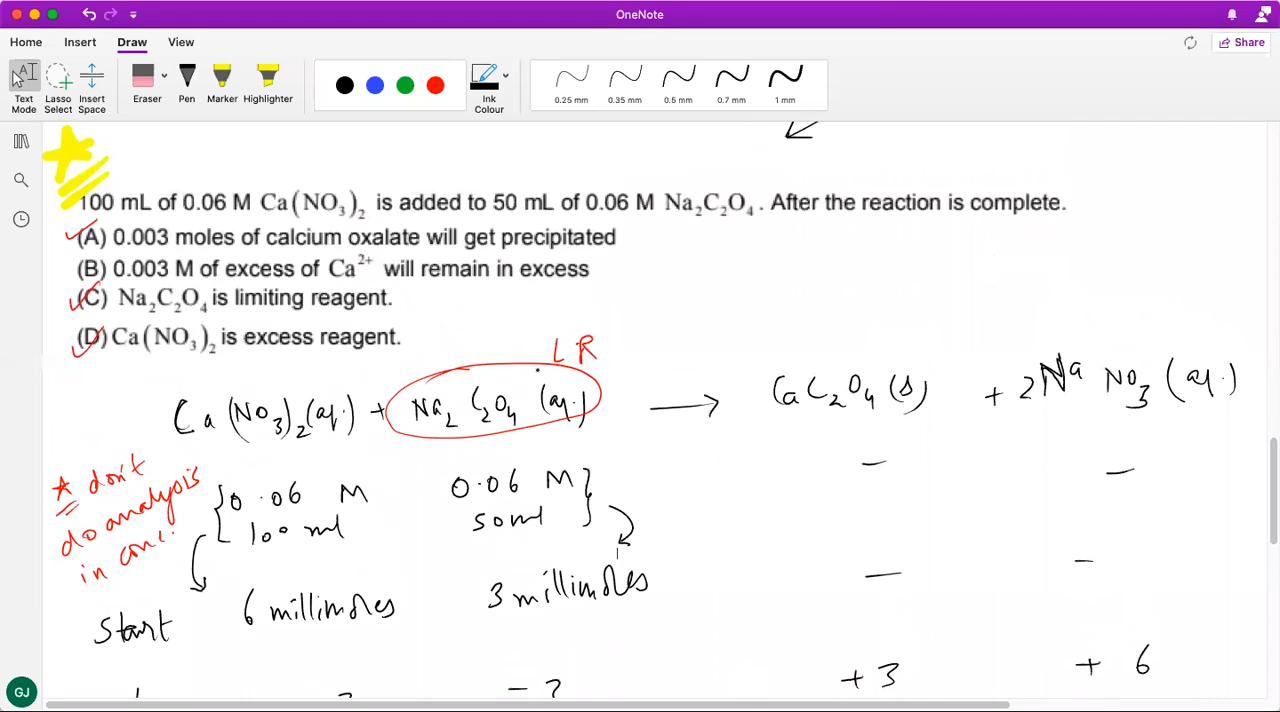 OneNote
Home Insert Draw View
Share
Text Mode
Lasso Select
Insert Space
Eraser
Pen
Marker
Highlighter
Ink Colour
0.25 mm 0.35 mm 0.5 mm 0.7 mm 1 mm
100 mL of 0.06 M Ca(NO₃)₂ is added to 50 mL of 0.06 M Na₂C₂O₄. After the reaction is complete.
(A) 0.003 moles of calcium oxalate will get precipitated
(B) 0.003 M of excess of Ca²⁺ will remain in excess
(C) Na₂C₂O₄ is limiting reagent.
(D) Ca(NO₃)₂ is excess reagent.
LR
Ca(NO₃)₂(aq.) + Na₂C₂O₄(aq.) → CaC₂O₄(s) + 2NaNO₃(aq.)
don't
do analysis
in conc.
0.06 M 0.06 M
100 ml 50 ml
Start 6 millimoles 3 millimoles
+3 +6
GJ